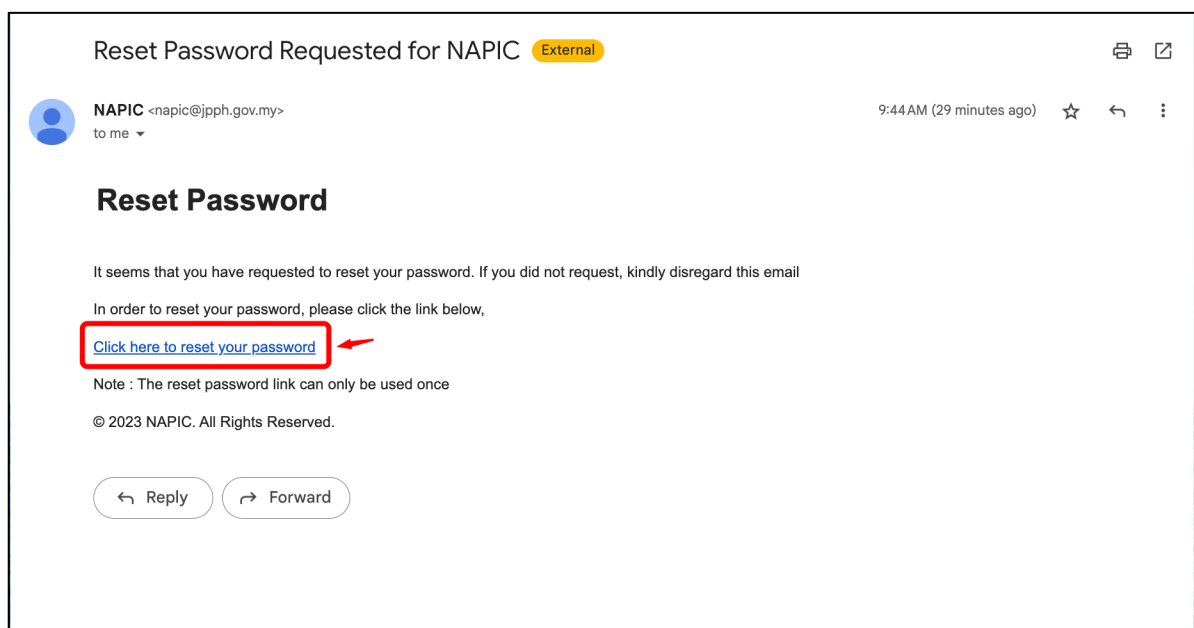 Reset Password Requested for NAPIC External
NAPIC <napic@jpph.gov.my> 9:44 AM (29 minutes ago)
to me
Reset Password
It seems that you have requested to reset your password. If you did not request, kindly disregard this email
In order to reset your password, please click the link below,
Click here to reset your password
Note : The reset password link can only be used once
© 2023 NAPIC. All Rights Reserved.
Reply Forward